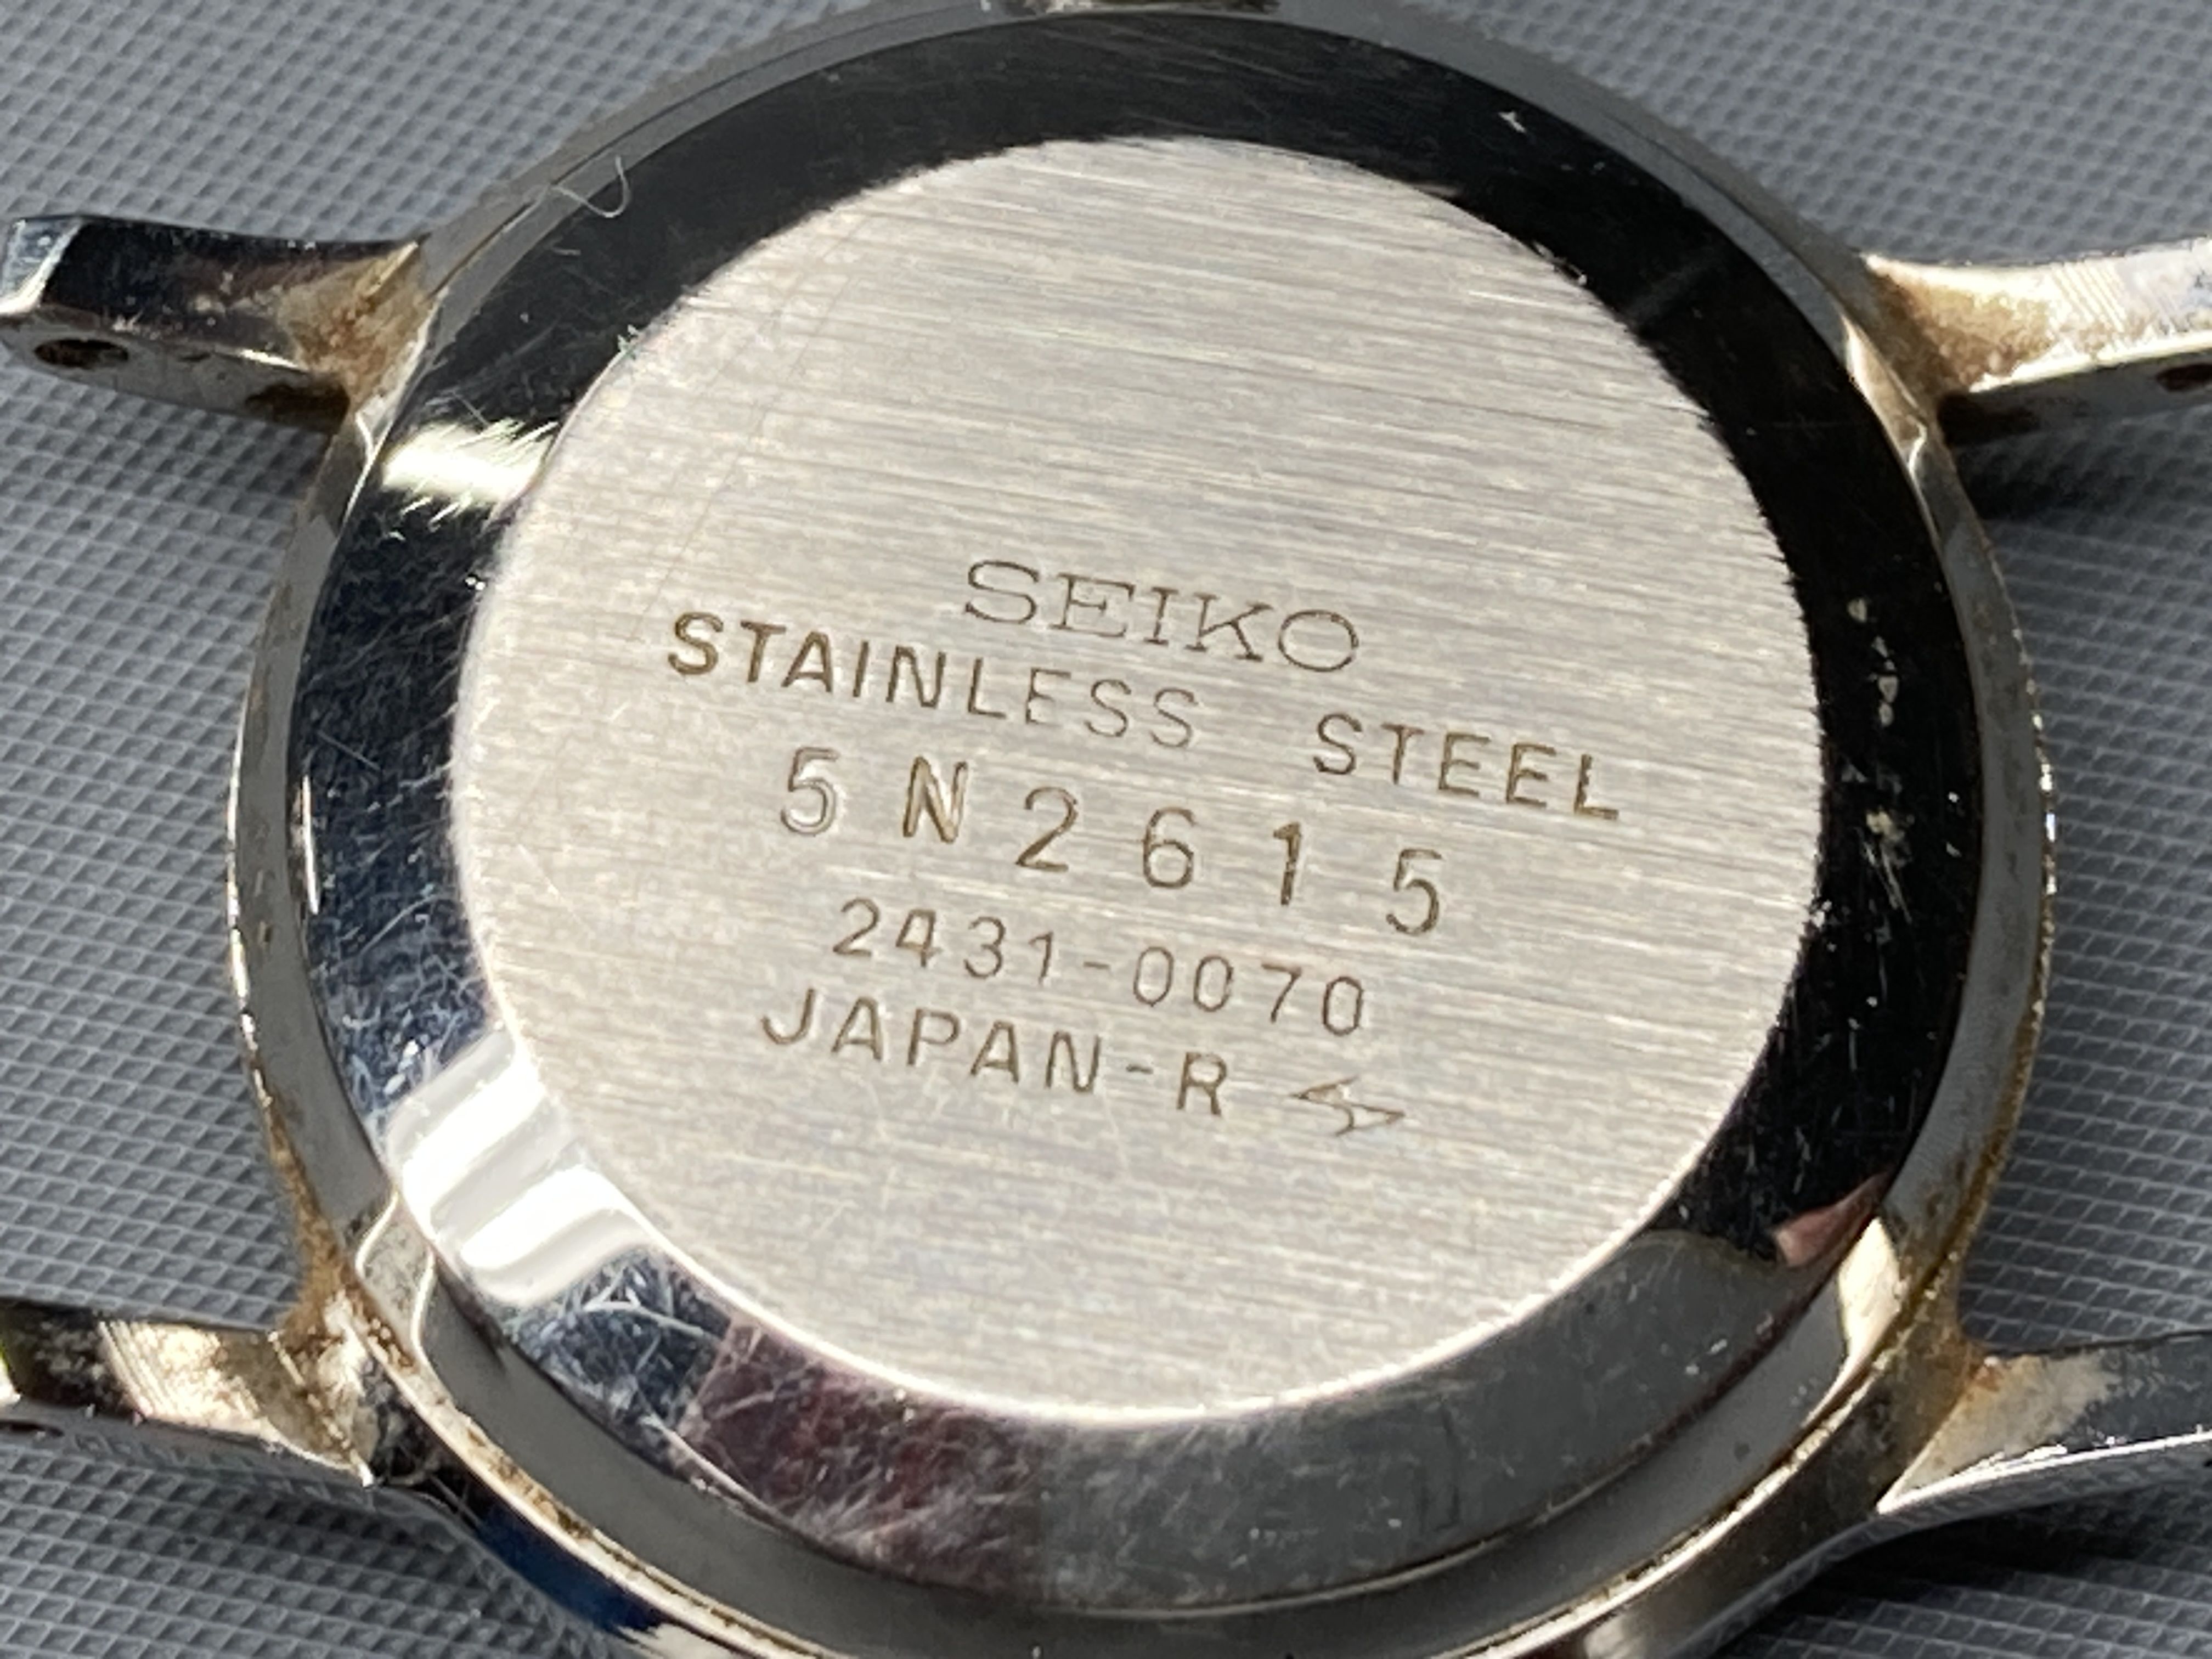 SEIKO
STAINLESS STEEL
5N2615
2431-0070
JAPAN-R